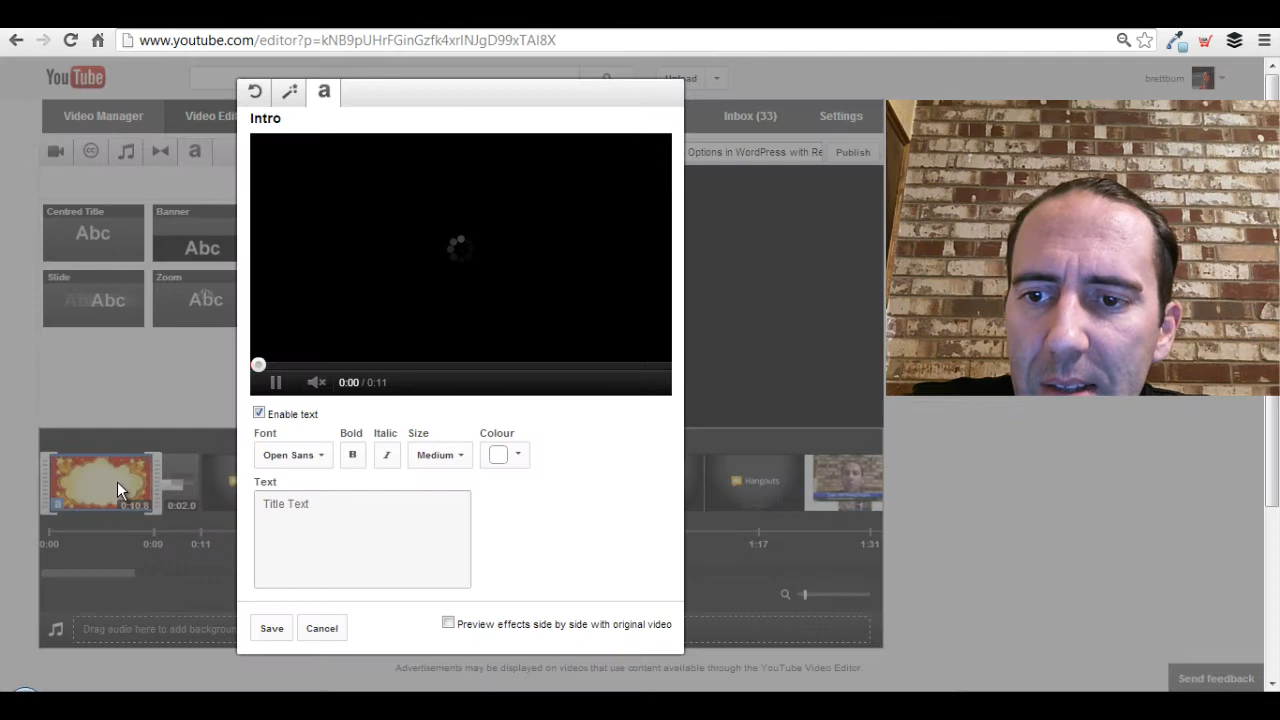 www.youtube.com/editor?p=kNB9pUHrFGinGzfk4xrINJgD99xTAI8X
YouTube
Upload
brettbum
Video Manager
Video Edi
Inbox (33)
Settings
a
a
Options in WordPress with Re
Publish
Intro
Centred Title
Abc
Banner
Abc
Slide
Abc
Zoom
Abc
0:00 / 0:11
Enable text
Font
Bold
Italic
Size
Colour
Open Sans
B
I
Medium
Text
Title Text
0:10.8
0:02.0
Hangouts
0:00
0:09
0:11
1:17
1:31
Drag audio here to add backgroun
Save
Cancel
Preview effects side by side with original video
Advertisements may be displayed on videos that use content available through the YouTube Video Editor.
Send feedback